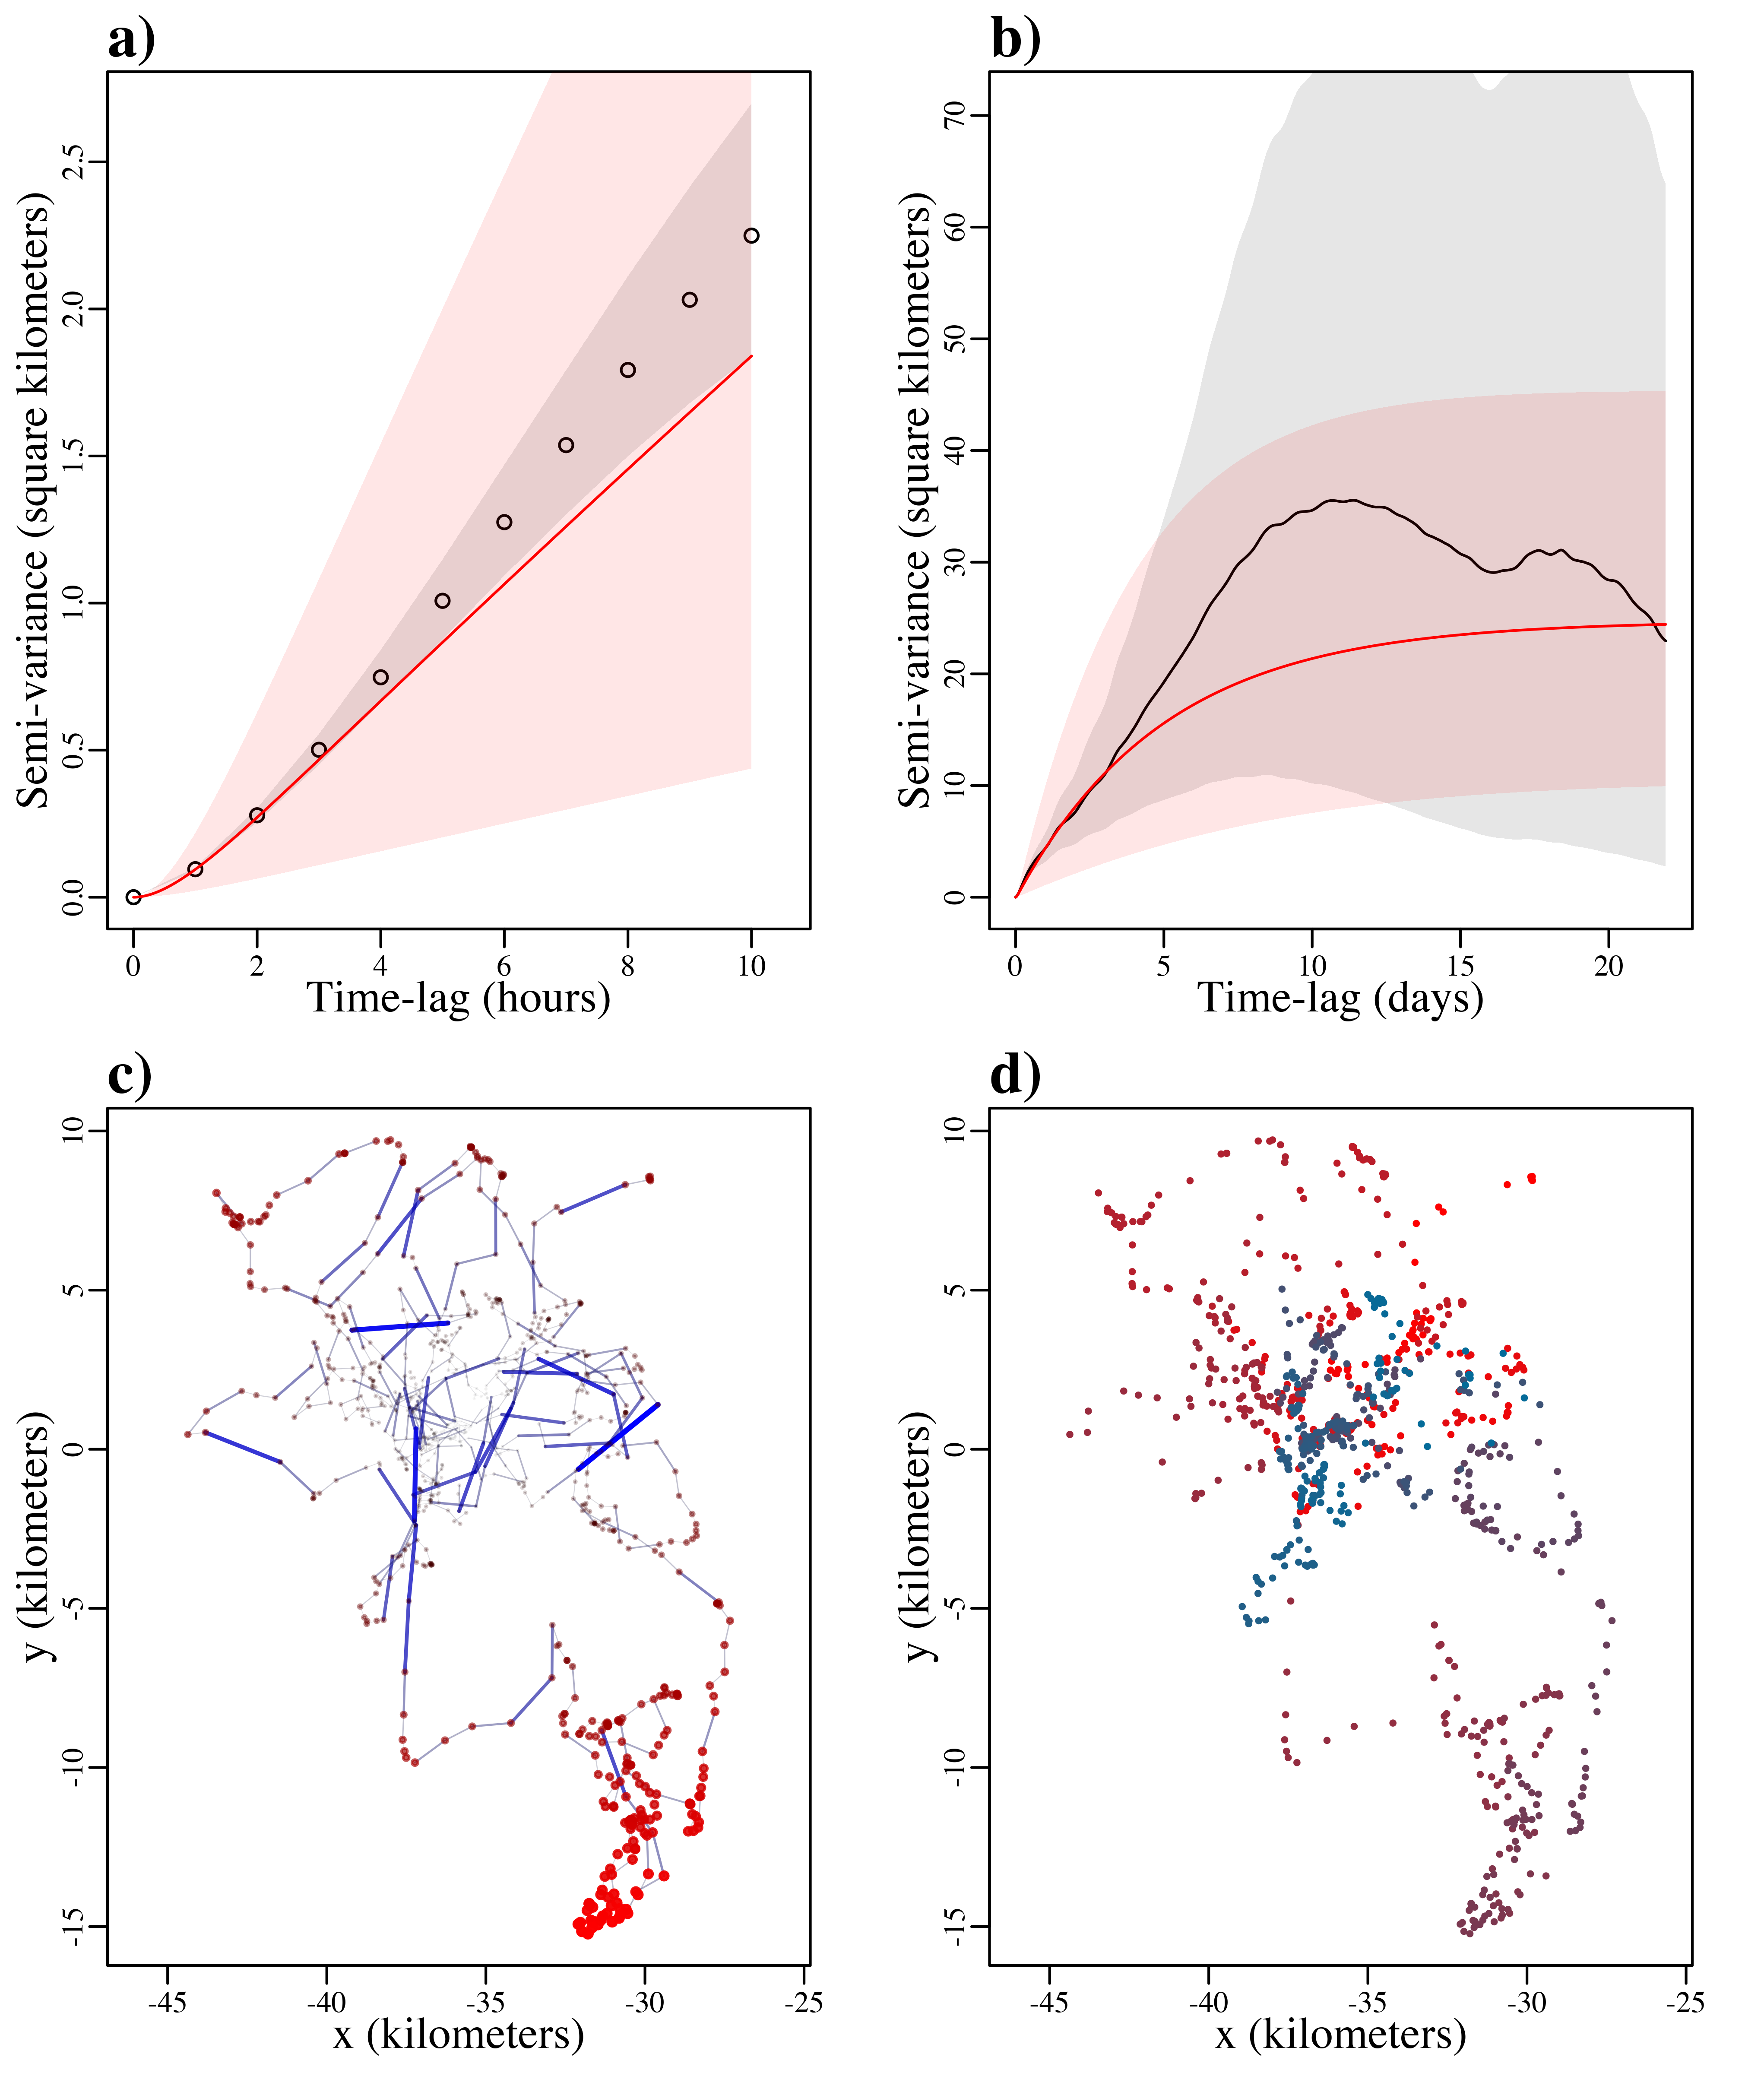 a)
Semi-variance (square kilometers)
0.0 0.5 1.0 1.5 2.0 2.5
0 2 4 6 8 10
Time-lag (hours)
b)
Semi-variance (square kilometers)
0 10 20 30 40 50 60 70
0 5 10 15 20
Time-lag (days)
c)
y (kilometers)
-15 -10 -5 0 5 10
-45 -40 -35 -30 -25
x (kilometers)
d)
y (kilometers)
-15 -10 -5 0 5 10
-45 -40 -35 -30 -25
x (kilometers)